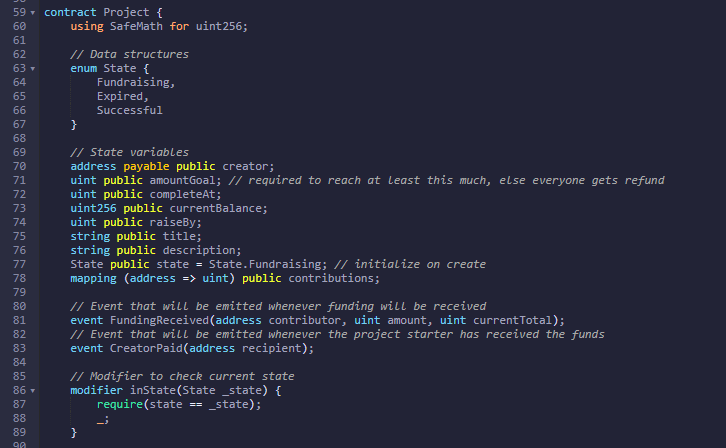 59 contract Project {
60 using SafeMath for uint256;
61
62 // Data structures
63 enum State {
64 Fundraising,
65 Expired,
66 Successful
67 }
68
69 // State variables
70 address payable public creator;
71 uint public amountGoal; // required to reach at least this much, else everyone gets refund
72 uint public completeAt;
73 uint256 public currentBalance;
74 uint public raiseBy;
75 string public title;
76 string public description;
77 State public state = State.Fundraising; // initialize on create
78 mapping (address => uint) public contributions;
79
80 // Event that will be emitted whenever funding will be received
81 event FundingReceived(address contributor, uint amount, uint currentTotal);
82 // Event that will be emitted whenever the project starter has received the funds
83 event CreatorPaid(address recipient);
84
85 // Modifier to check current state
86 modifier inState(State _state) {
87 require(state == _state);
88 _;
89 }